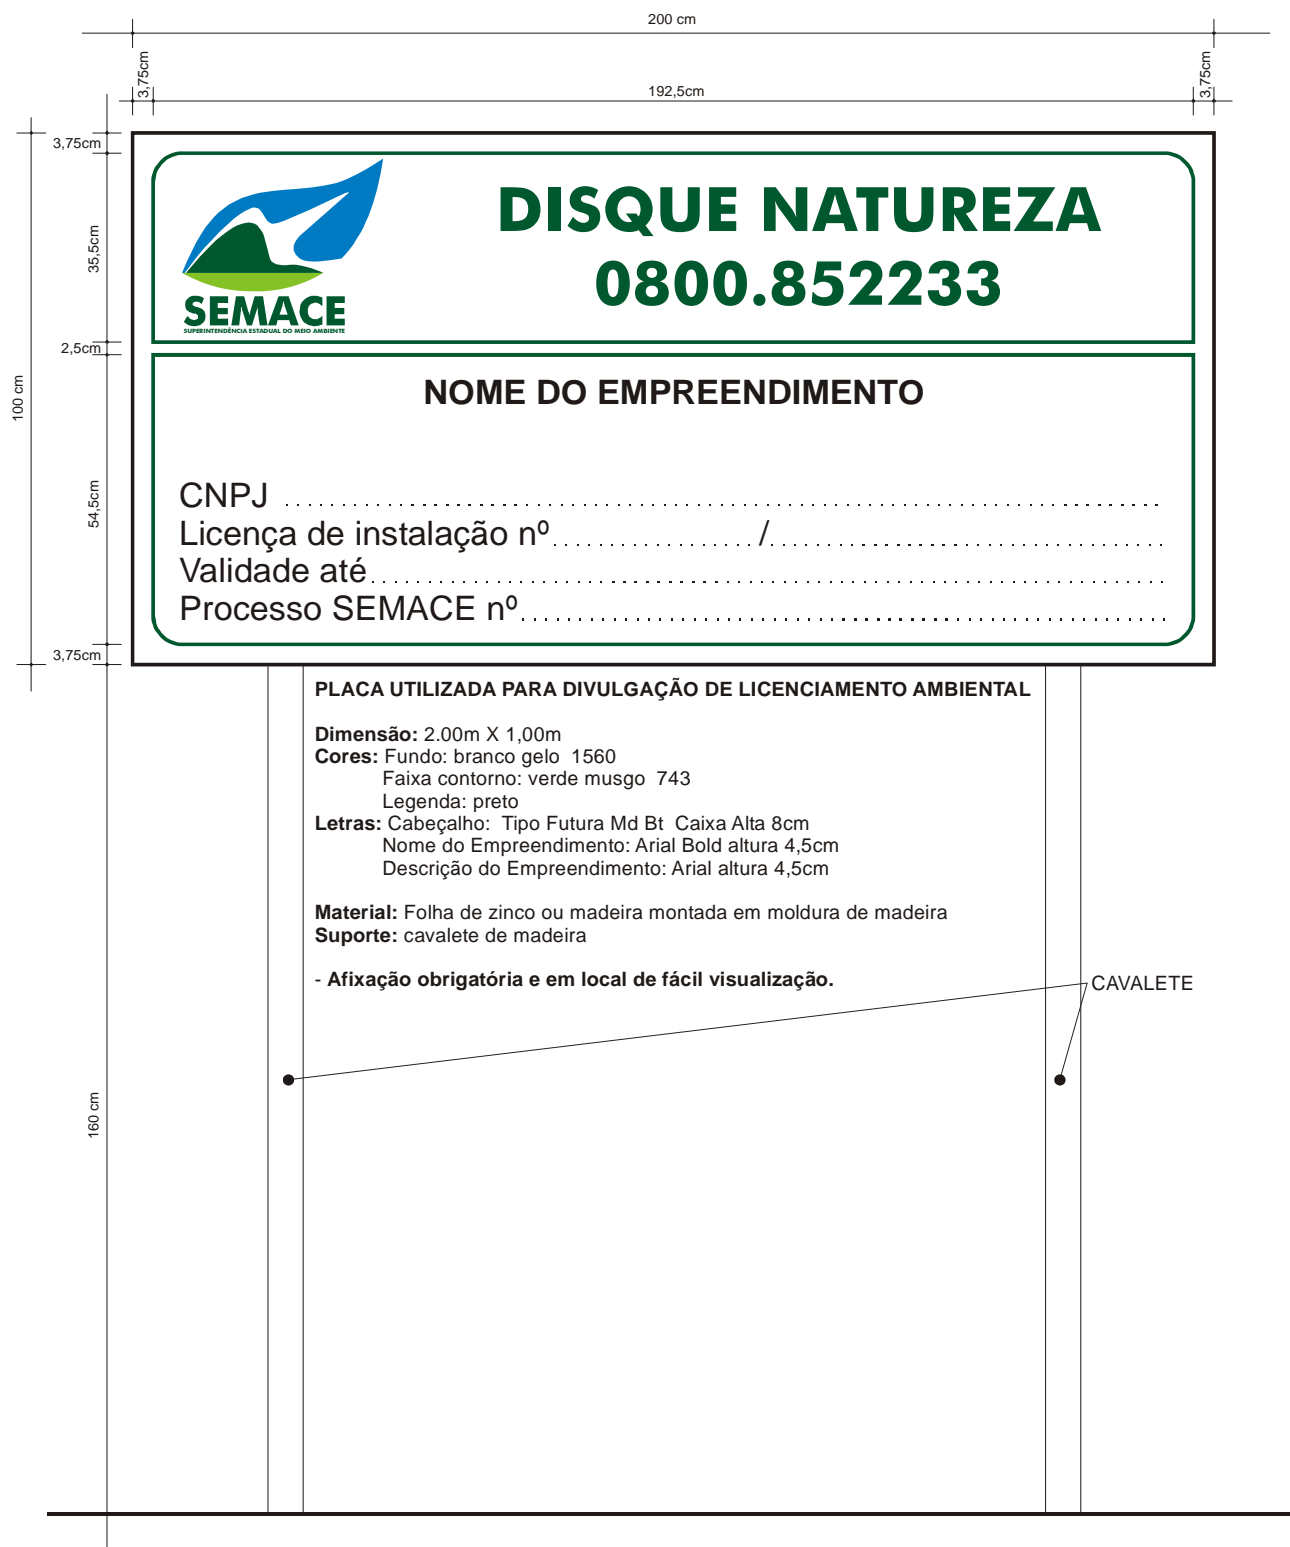 200 cm
3,75cm
192,5cm
3,75cm
3,75cm
35,5cm
2,5cm
100 cm
54,5cm
3,75cm
160 cm
SEMACE
SUPERINTENDÊNCIA ESTADUAL DO MEIO AMBIENTE
DISQUE NATUREZA
0800.852233
NOME DO EMPREENDIMENTO
CNPJ
Licença de instalação nº /
Validade até
Processo SEMACE nº
PLACA UTILIZADA PARA DIVULGAÇÃO DE LICENCIAMENTO AMBIENTAL
Dimensão: 2.00m X 1,00m
Cores: Fundo: branco gelo 1560
Faixa contorno: verde musgo 743
Legenda: preto
Letras: Cabeçalho: Tipo Futura Md Bt Caixa Alta 8cm
Nome do Empreendimento: Arial Bold altura 4,5cm
Descrição do Empreendimento: Arial altura 4,5cm
Material: Folha de zinco ou madeira montada em moldura de madeira
Suporte: cavalete de madeira
- Afixação obrigatória e em local de fácil visualização.
CAVALETE